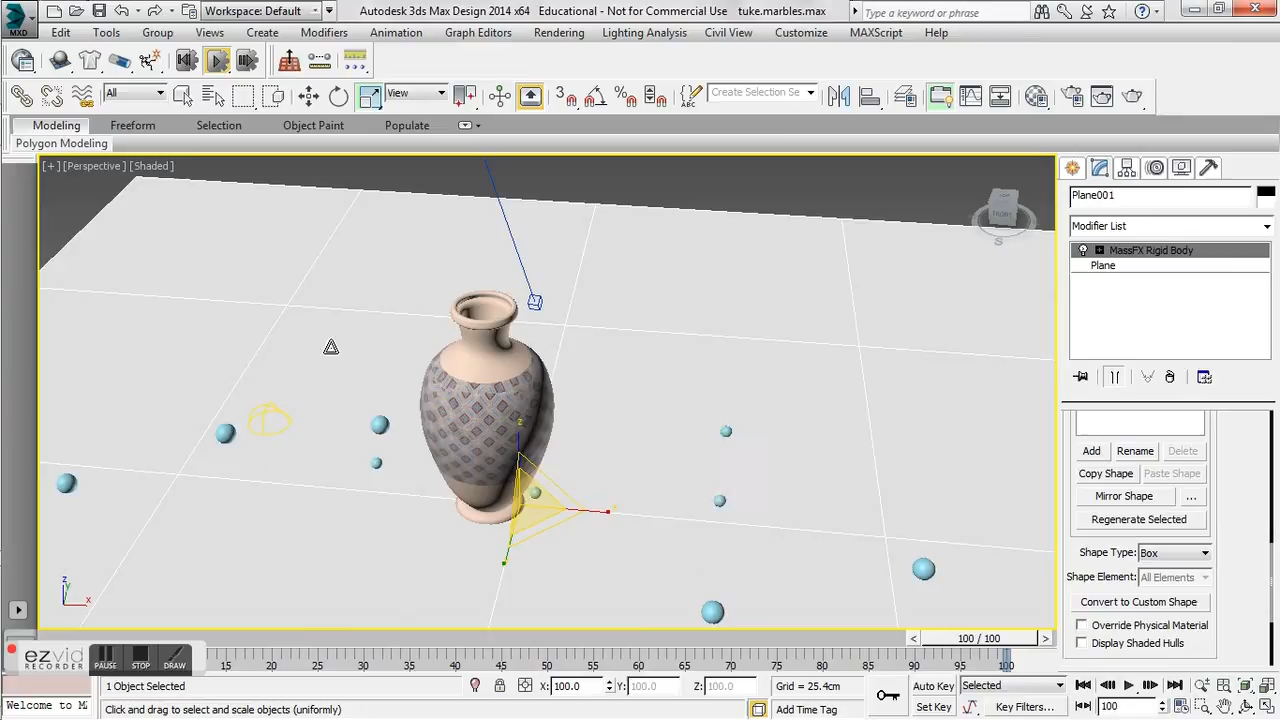 Workspace: Default
Autodesk 3ds Max Design 2014 x64
Educational - Not for Commercial Use
tuke.marbles.max
Type a keyword or phrase
MXD
Edit
Tools
Group
Views
Create
Modifiers
Animation
Graph Editors
Rendering
Lighting Analysis
Civil View
Customize
MAXScript
Help
All
View
3
Create Selection Se
ABC
Modeling
Freeform
Selection
Object Paint
Populate
Polygon Modeling
[+] [Perspective] [Shaded]
FRONT
S
z
z
y
x
Plane001
Modifier List
MassFX Rigid Body
Plane
Add
Rename
Delete
Copy Shape
Paste Shape
Mirror Shape
...
Regenerate Selected
Shape Type: Box
Shape Element: All Elements
Convert to Custom Shape
Override Physical Material
Display Shaded Hulls
100 / 100
ezvid
RECORDER
PAUSE
STOP
DRAW
15 20 25 30 35 40 45 50 55 60 65 70 75 80 85 90 95 100
1 Object Selected
X: 100.0
Y: 100.0
Z: 100.0
Grid = 25.4cm
Auto Key
Selected
Welcome to M
Click and drag to select and scale objects (uniformly)
Add Time Tag
Set Key
Key Filters...
100